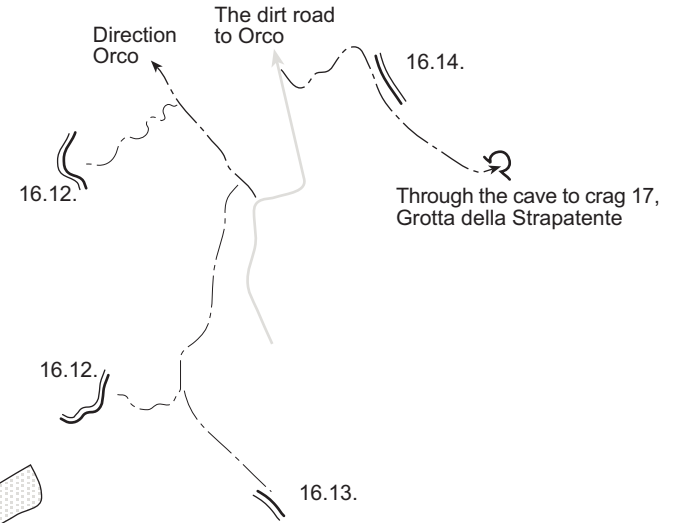 The dirt road
to Orco
Direction
Orco
16.14.
16.12.
Through the cave to crag 17,
Grotta della Strapatente
16.12.
16.13.